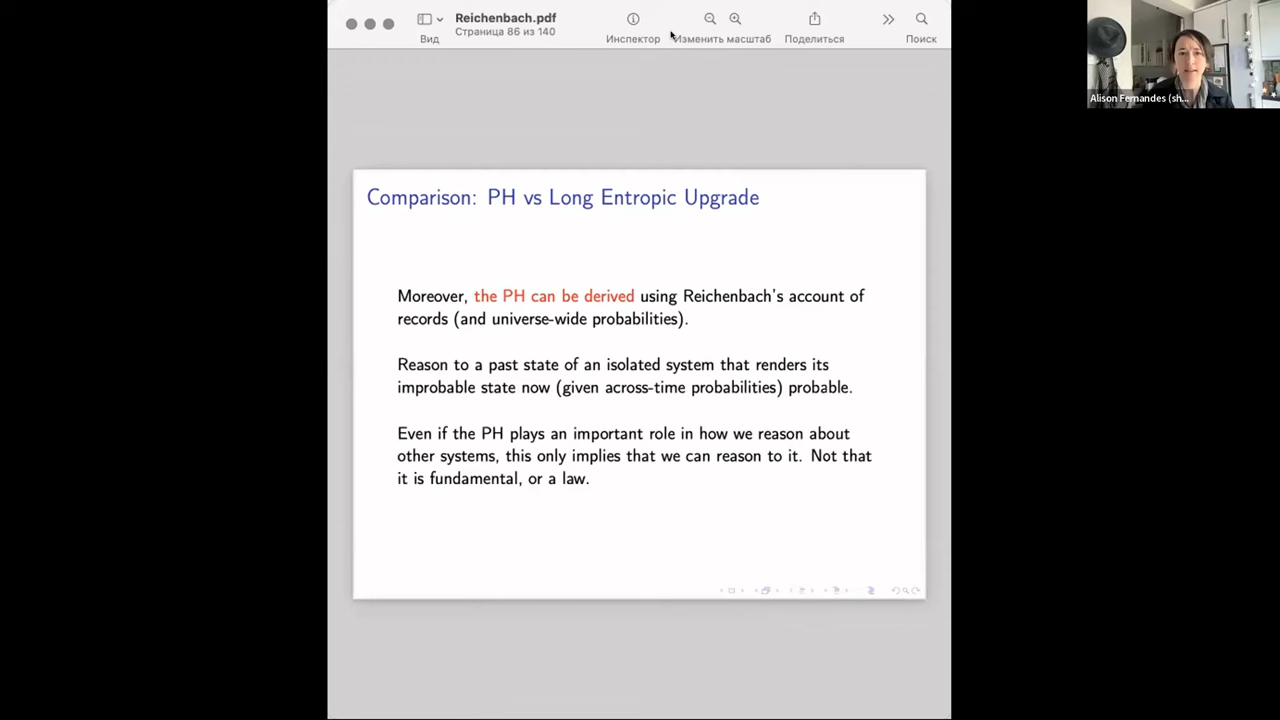 Reichenbach.pdf
Страница 86 из 140
Вид
Инспектор
Изменить масштаб
Поделиться
Поиск
Alison Fernandes (sh...
Comparison: PH vs Long Entropic Upgrade
Moreover, the PH can be derived using Reichenbach's account of
records (and universe-wide probabilities).
Reason to a past state of an isolated system that renders its
improbable state now (given across-time probabilities) probable.
Even if the PH plays an important role in how we reason about
other systems, this only implies that we can reason to it. Not that
it is fundamental, or a law.